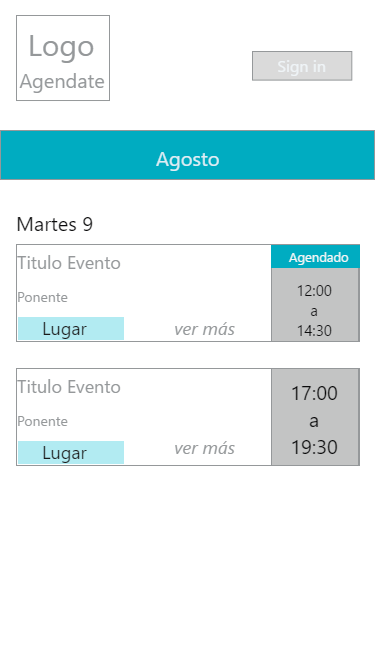 Logo
Agendate
Sign in
Agosto
Martes 9
Titulo Evento
Agendado
Ponente
12:00
a
14:30
Lugar
ver más
Titulo Evento
17:00
Ponente
a
19:30
Lugar
ver más